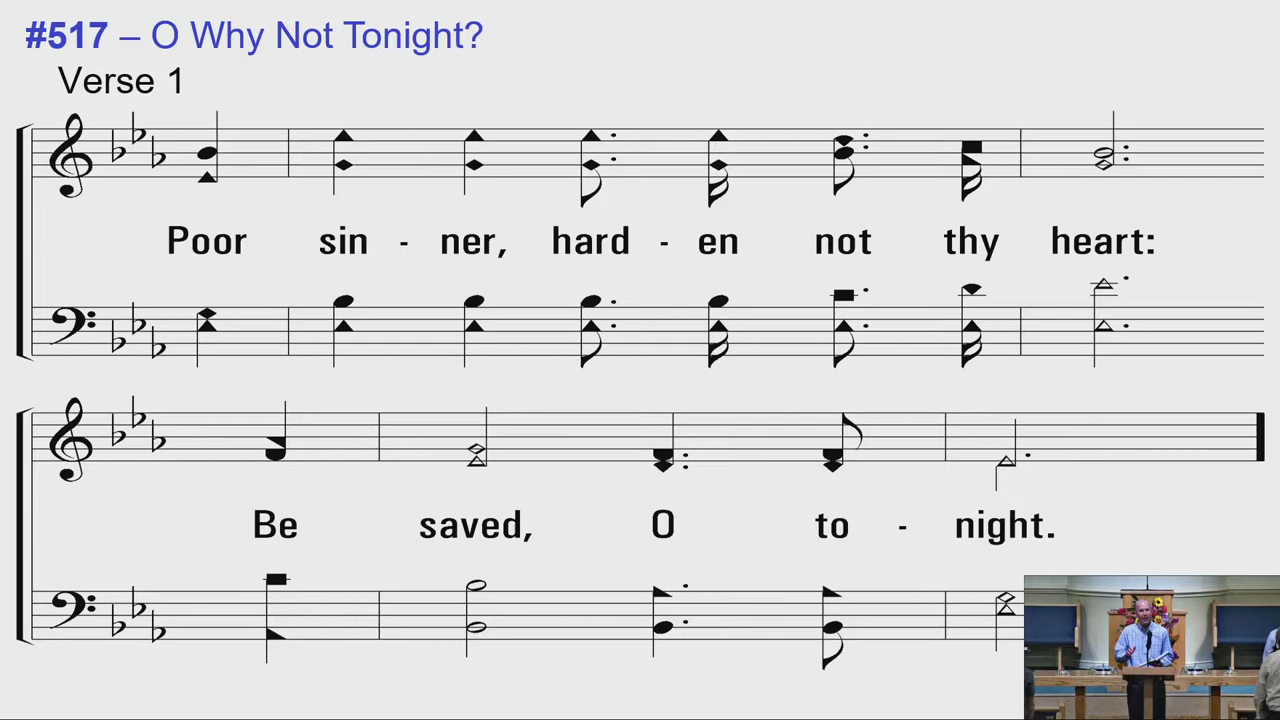 #517 – O Why Not Tonight?
Verse 1
Poor sin - ner, hard - en not thy heart:
Be saved, O to - night.